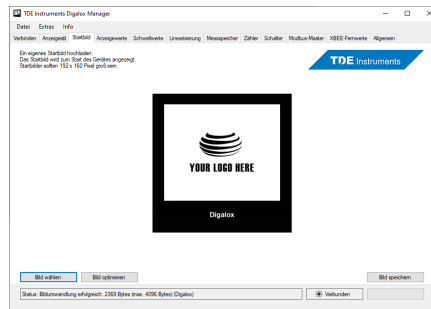 TDE Instruments Digalox Manager
Datei Extras Info
Verbinden Anzeigestil Startbild Anzeigewerte Schwellwerte Linearisierung Messspeicher Zähler Schalter Modbus-Master XBEE-Fernwerte Allgemein
Ein eigenes Startbild hochladen.
Das Startbild wird zum Start des Gerätes angezeigt.
Startbilder sollten 192 x 160 Pixel groß sein.
TDE Instruments
YOUR LOGO HERE
Digalox
Bild wählen Bild optimieren Bild speichern
Status: Bildumwandlung erfolgreich. 2369 Bytes (max. 4096 Bytes) (Digalox) Verbunden